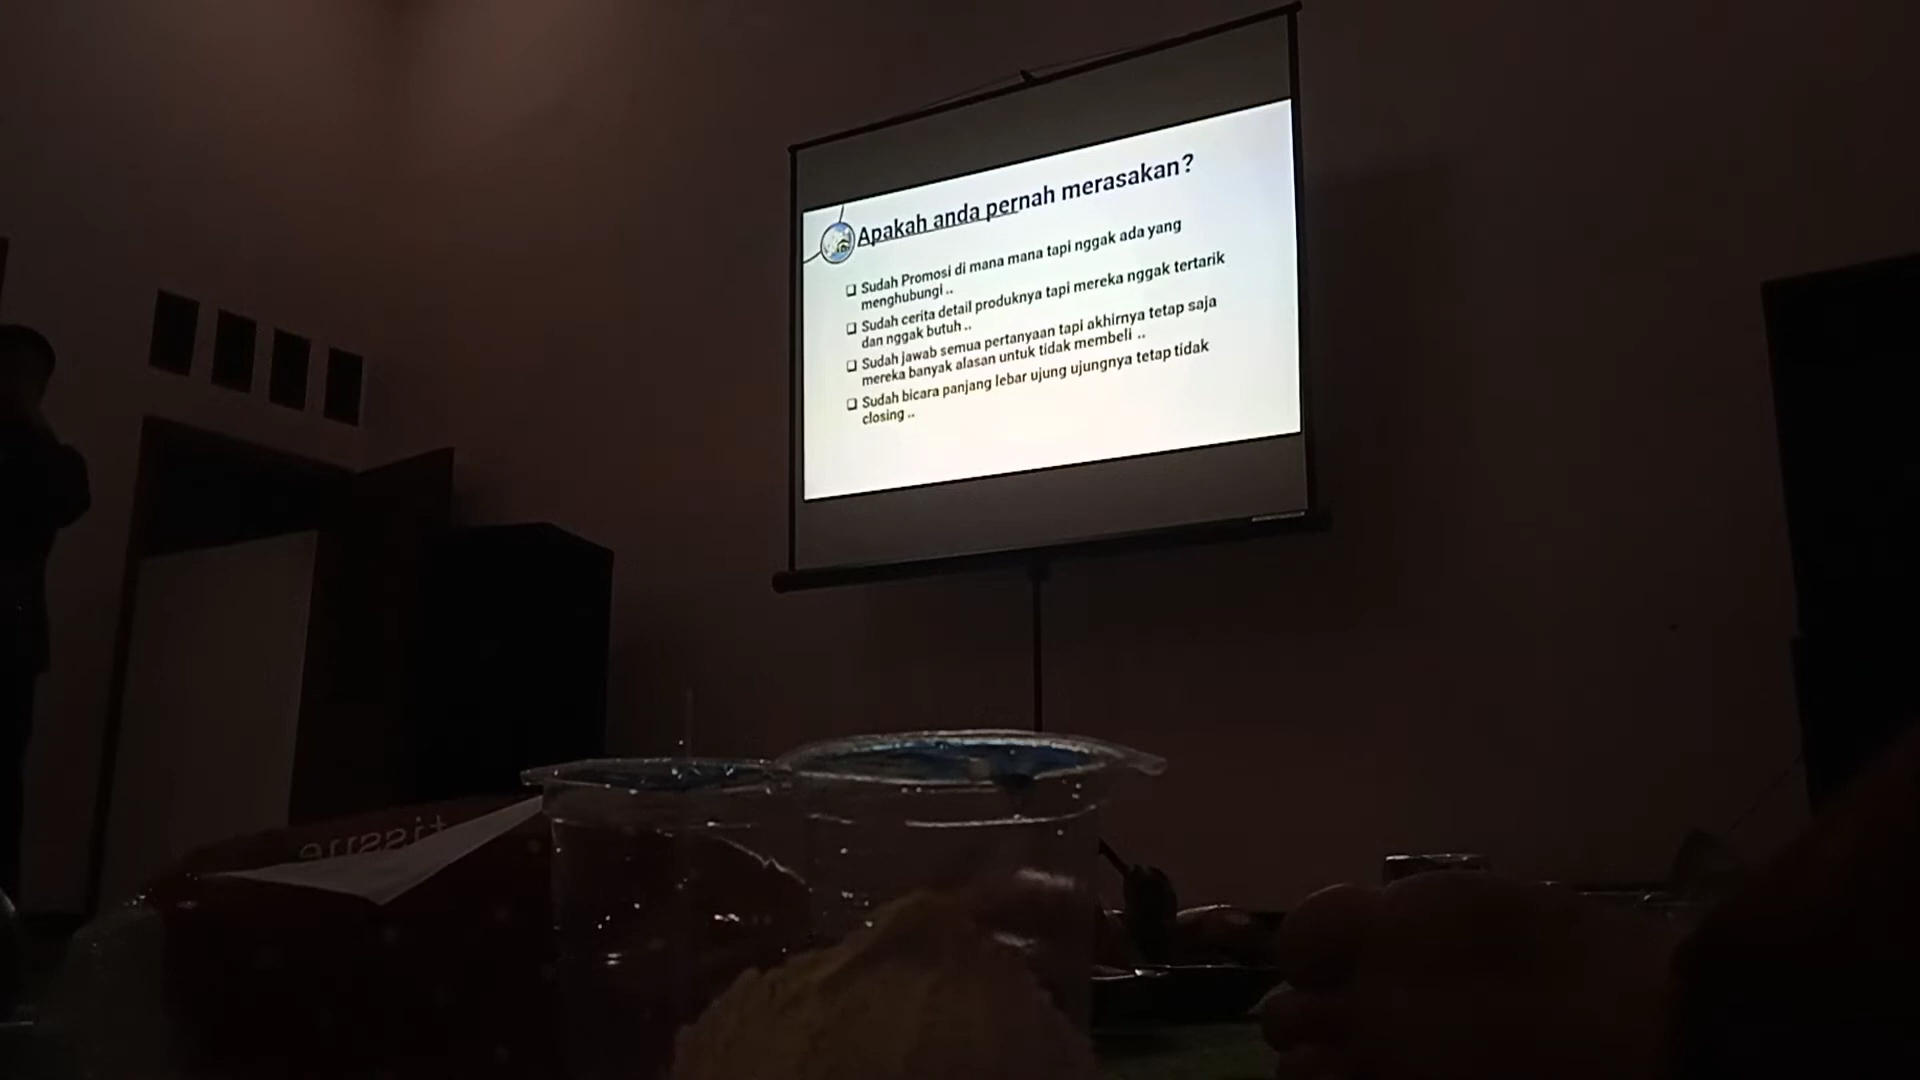 Apakah anda pernah merasakan?
❑ Sudah Promosi di mana mana tapi nggak ada yang
menghubungi ..
❑ Sudah cerita detail produknya tapi mereka nggak tertarik
dan nggak butuh ..
❑ Sudah jawab semua pertanyaan tapi akhirnya tetap saja
mereka banyak alasan untuk tidak membeli ..
❑ Sudah bicara panjang lebar ujung ujungnya tetap tidak
closing ..
tissue